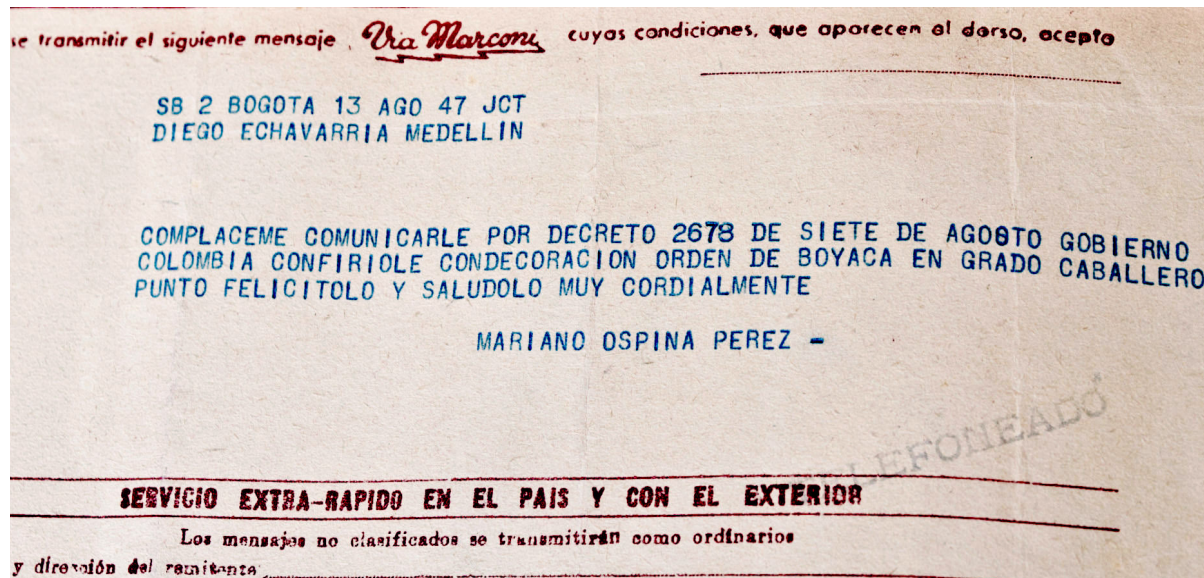 se transmitir el siguiente mensaje Via Marconi cuyas condiciones, que aparecen al dorso, acepto
SB 2 BOGOTA 13 AGO 47 JCT
DIEGO ECHAVARRIA MEDELLIN
COMPLACEME COMUNICARLE POR DECRETO 2678 DE SIETE DE AGOSTO GOBIERNO
COLOMBIA CONFIRIOLE CONDECORACION ORDEN DE BOYACA EN GRADO CABALLERO
PUNTO FELICITOLO Y SALUDOLO MUY CORDIALMENTE
MARIANO OSPINA PEREZ -
LEFONEADO
SERVICIO EXTRA-RAPIDO EN EL PAIS Y CON EL EXTERIOR
Los mensajes no clasificados se transmitirán como ordinarios
y dirección del remitente